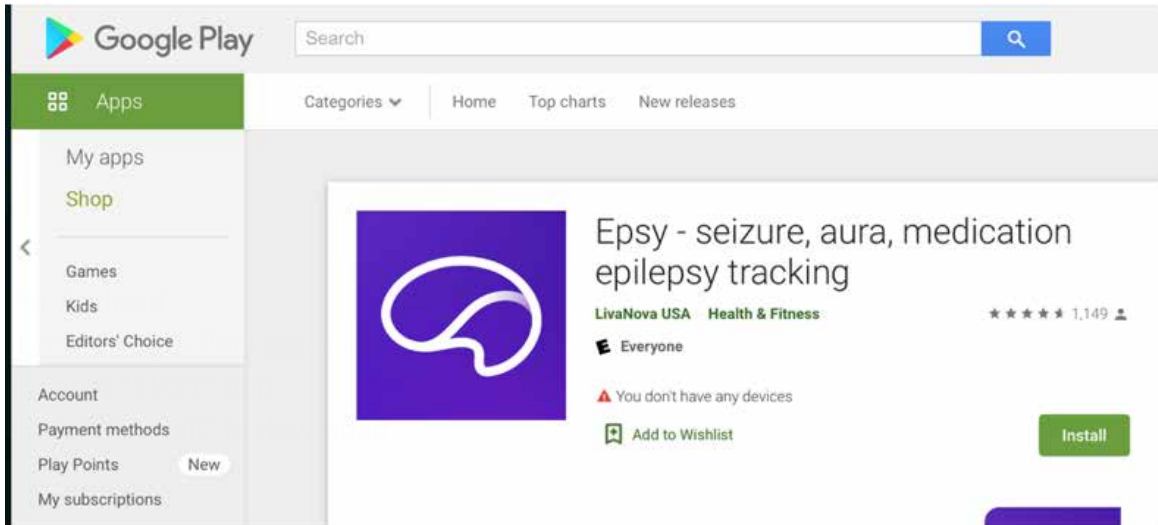 Google Play
Search
Apps
Categories
Home
Top charts
New releases
My apps
Shop
Games
Kids
Editors' Choice
Account
Payment methods
Play Points
New
My subscriptions
Epsy - seizure, aura, medication
epilepsy tracking
LivaNova USA Health & Fitness
1,149
E Everyone
You don't have any devices
Add to Wishlist
Install